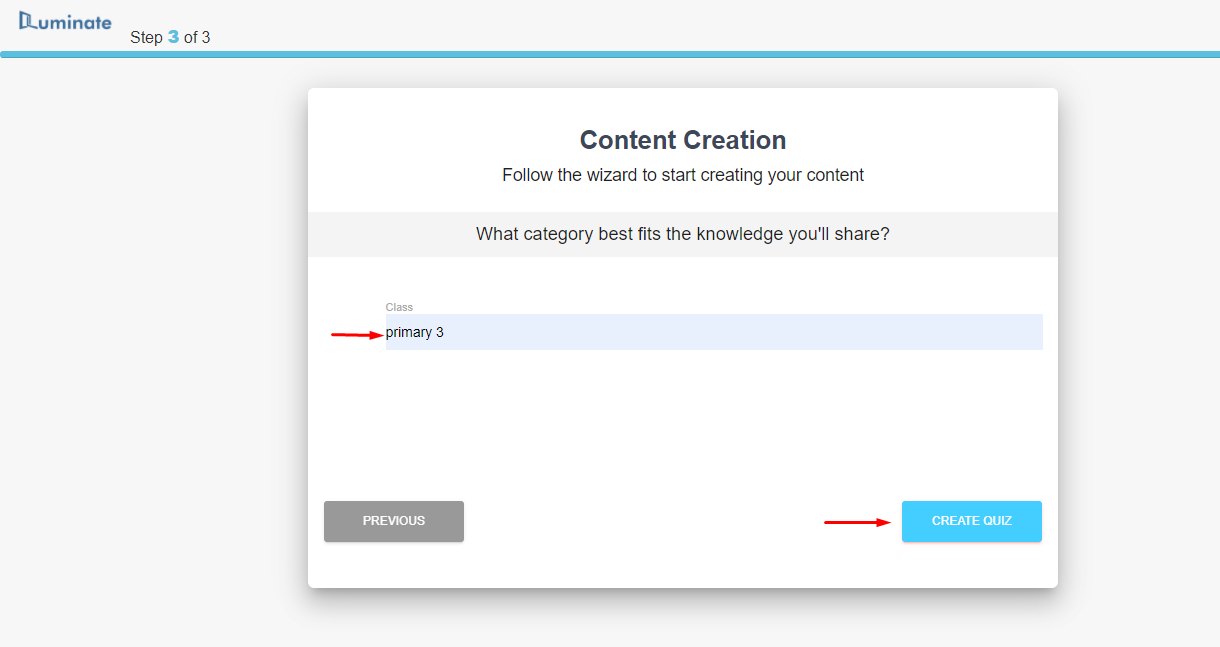 Luminate
Step 3 of 3
Content Creation
Follow the wizard to start creating your content
What category best fits the knowledge you'll share?
Class
primary 3
PREVIOUS
CREATE QUIZ